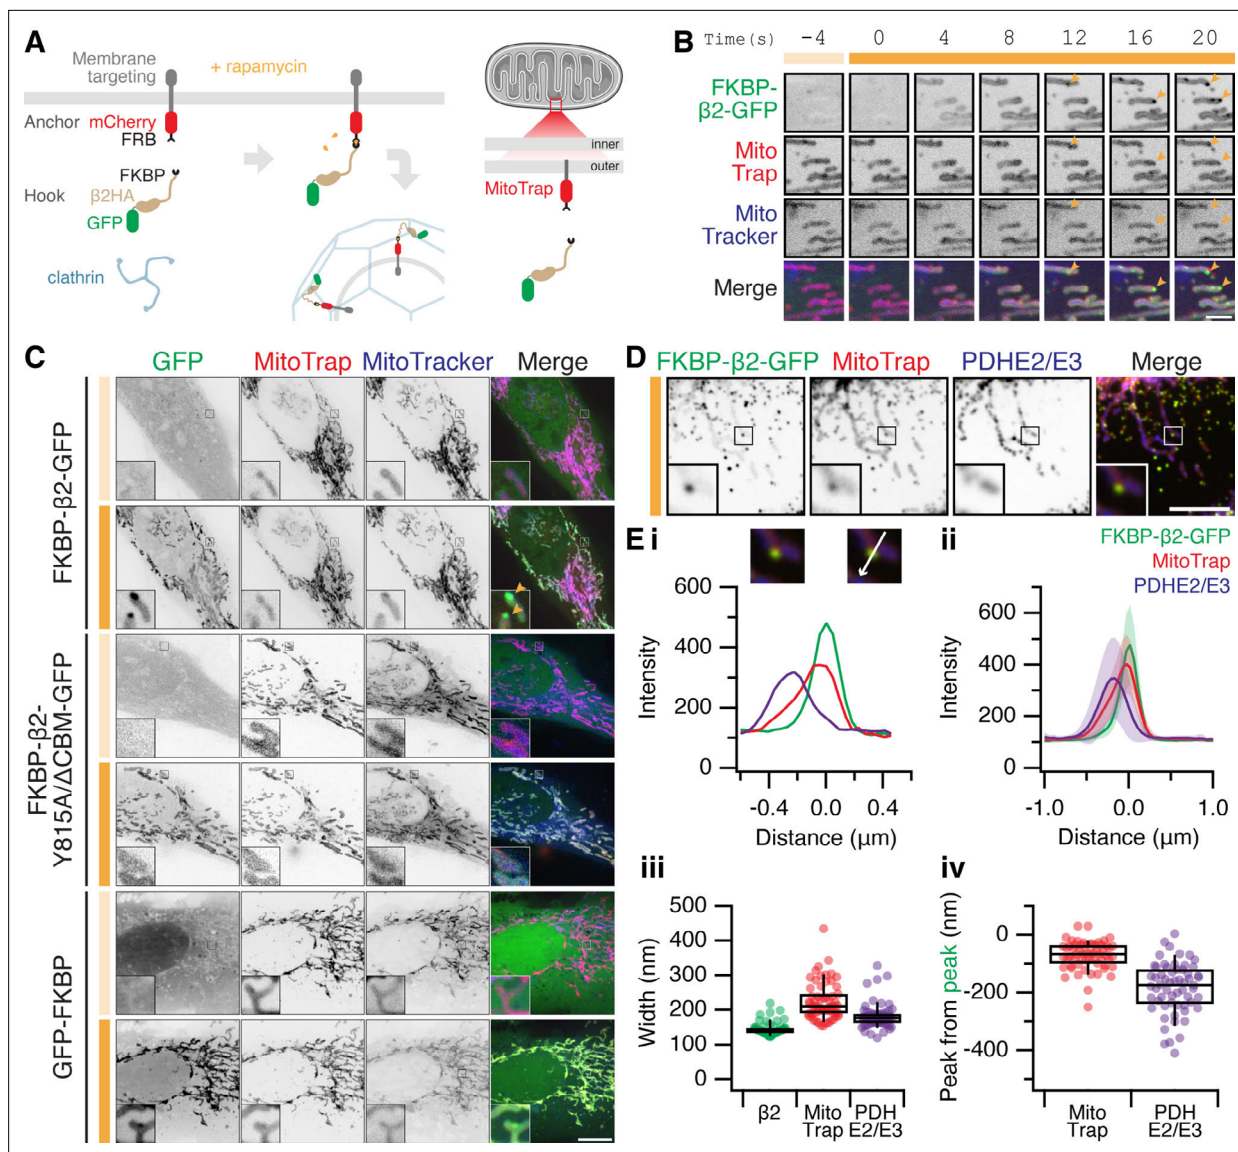 A
Membrane
targeting
+ rapamycin
Anchor mCherry
FRB
FKBP
Hook β2HA
GFP
clathrin
inner
outer
MitoTrap
B
Time(s) -4 0 4 8 12 16 20
FKBP-
β2-GFP
Mito
Trap
Mito
Tracker
Merge
C
GFP MitoTrap MitoTracker Merge
FKBP-β2-GFP
FKBP-β2-
Y815A/ΔCBM-GFP
GFP-FKBP
D
FKBP-β2-GFP MitoTrap PDHE2/E3 Merge
E i
600
400
200
0
Intensity
-0.4 0.0 0.4
Distance (μm)
ii
FKBP-β2-GFP
MitoTrap
PDHE2/E3
600
400
200
0
Intensity
-1.0 0.0 1.0
Distance (μm)
iii
500
400
300
200
100
0
Width (nm)
β2 Mito PDH
Trap E2/E3
iv
0
-200
-400
Peak from peak (nm)
Mito PDH
Trap E2/E3